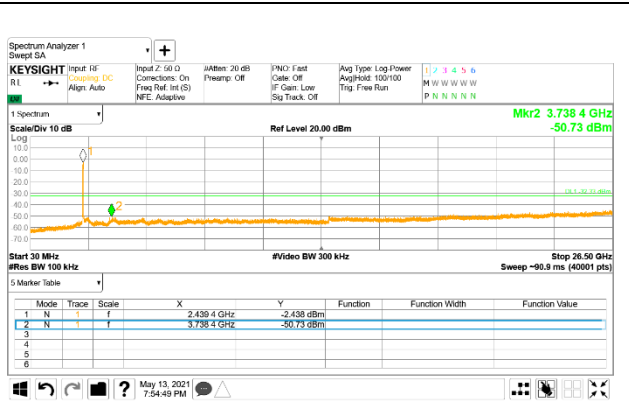 Spectrum Analyzer 1
Swept SA
KEYSIGHT
R L
Input: RF
Coupling: DC
Align: Auto
Input Z: 50 Ω
Corrections: On
Freq Ref: Int (S)
NFE: Adaptive
#Atten: 20 dB
Preamp: Off
PNO: Fast
Gate: Off
IF Gain: Low
Sig Track: Off
Avg Type: Log-Power
Avg|Hold: 100/100
Trig: Free Run
1 2 3 4 5 6
M W W W W W
P N N N N N
1 Spectrum
Mkr2 3.738 4 GHz
Scale/Div 10 dB
Ref Level 20.00 dBm
-50.73 dBm
Log
10.0
0.00
10.0
20.0
30.0
40.0
-60.0
-70.0
1
2
Start 30 MHz
#Video BW 300 kHz
Stop 26.50 GHz
#Res BW 100 kHz
Sweep ~90.9 ms (40001 pts)
5 Marker Table
Mode Trace Scale X Y Function Function Width Function Value
1 N 1 f 2.439 4 GHz -2.438 dBm
2 N 1 f 3.738 4 GHz -50.73 dBm
3
4
5
6
May 13, 2021
7:54:49 PM